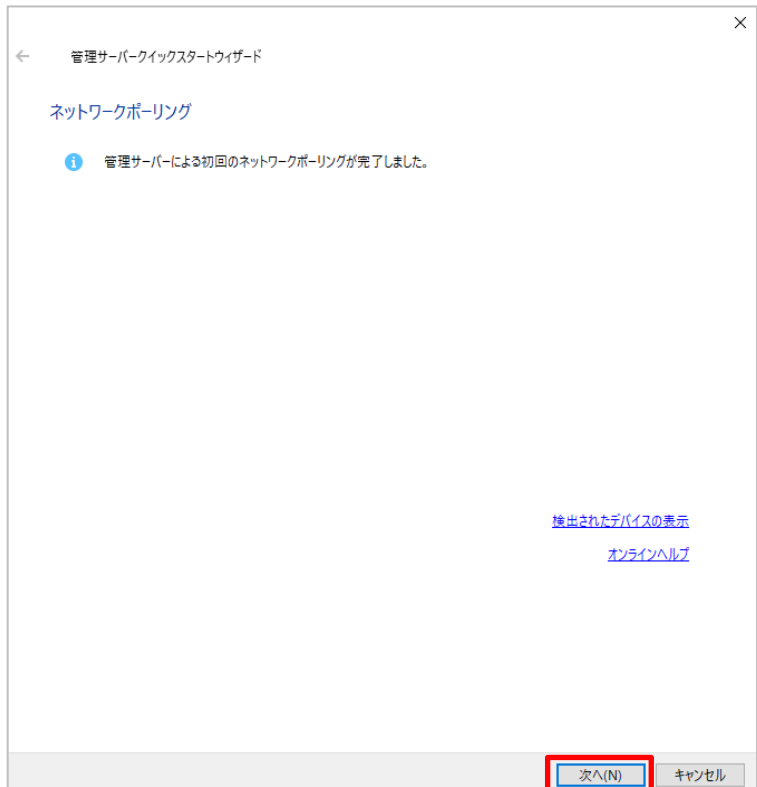 管理サーバークイックスタートウィザード
ネットワークポーリング
管理サーバーによる初回のネットワークポーリングが完了しました。
検出されたデバイスの表示
オンラインヘルプ
次へ(N)
キャンセル